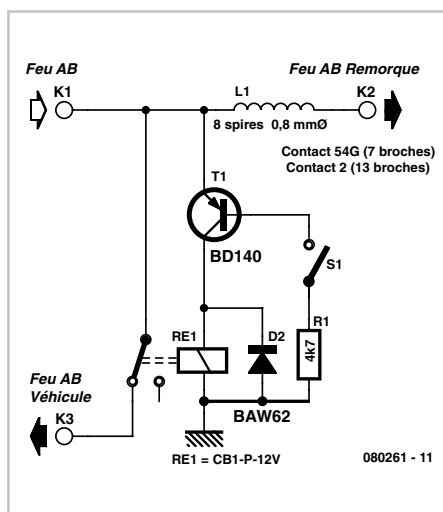 Feu AB
Feu AB Remorque
K1
L1
K2
8 spires 0,8 mmØ
Contact 54G (7 broches)
Contact 2 (13 broches)
T1
BD140
S1
R1
4k7
RE1
D2
Feu AB
Véhicule
K3
BAW62
RE1 = CB1-P-12V
080261 - 11